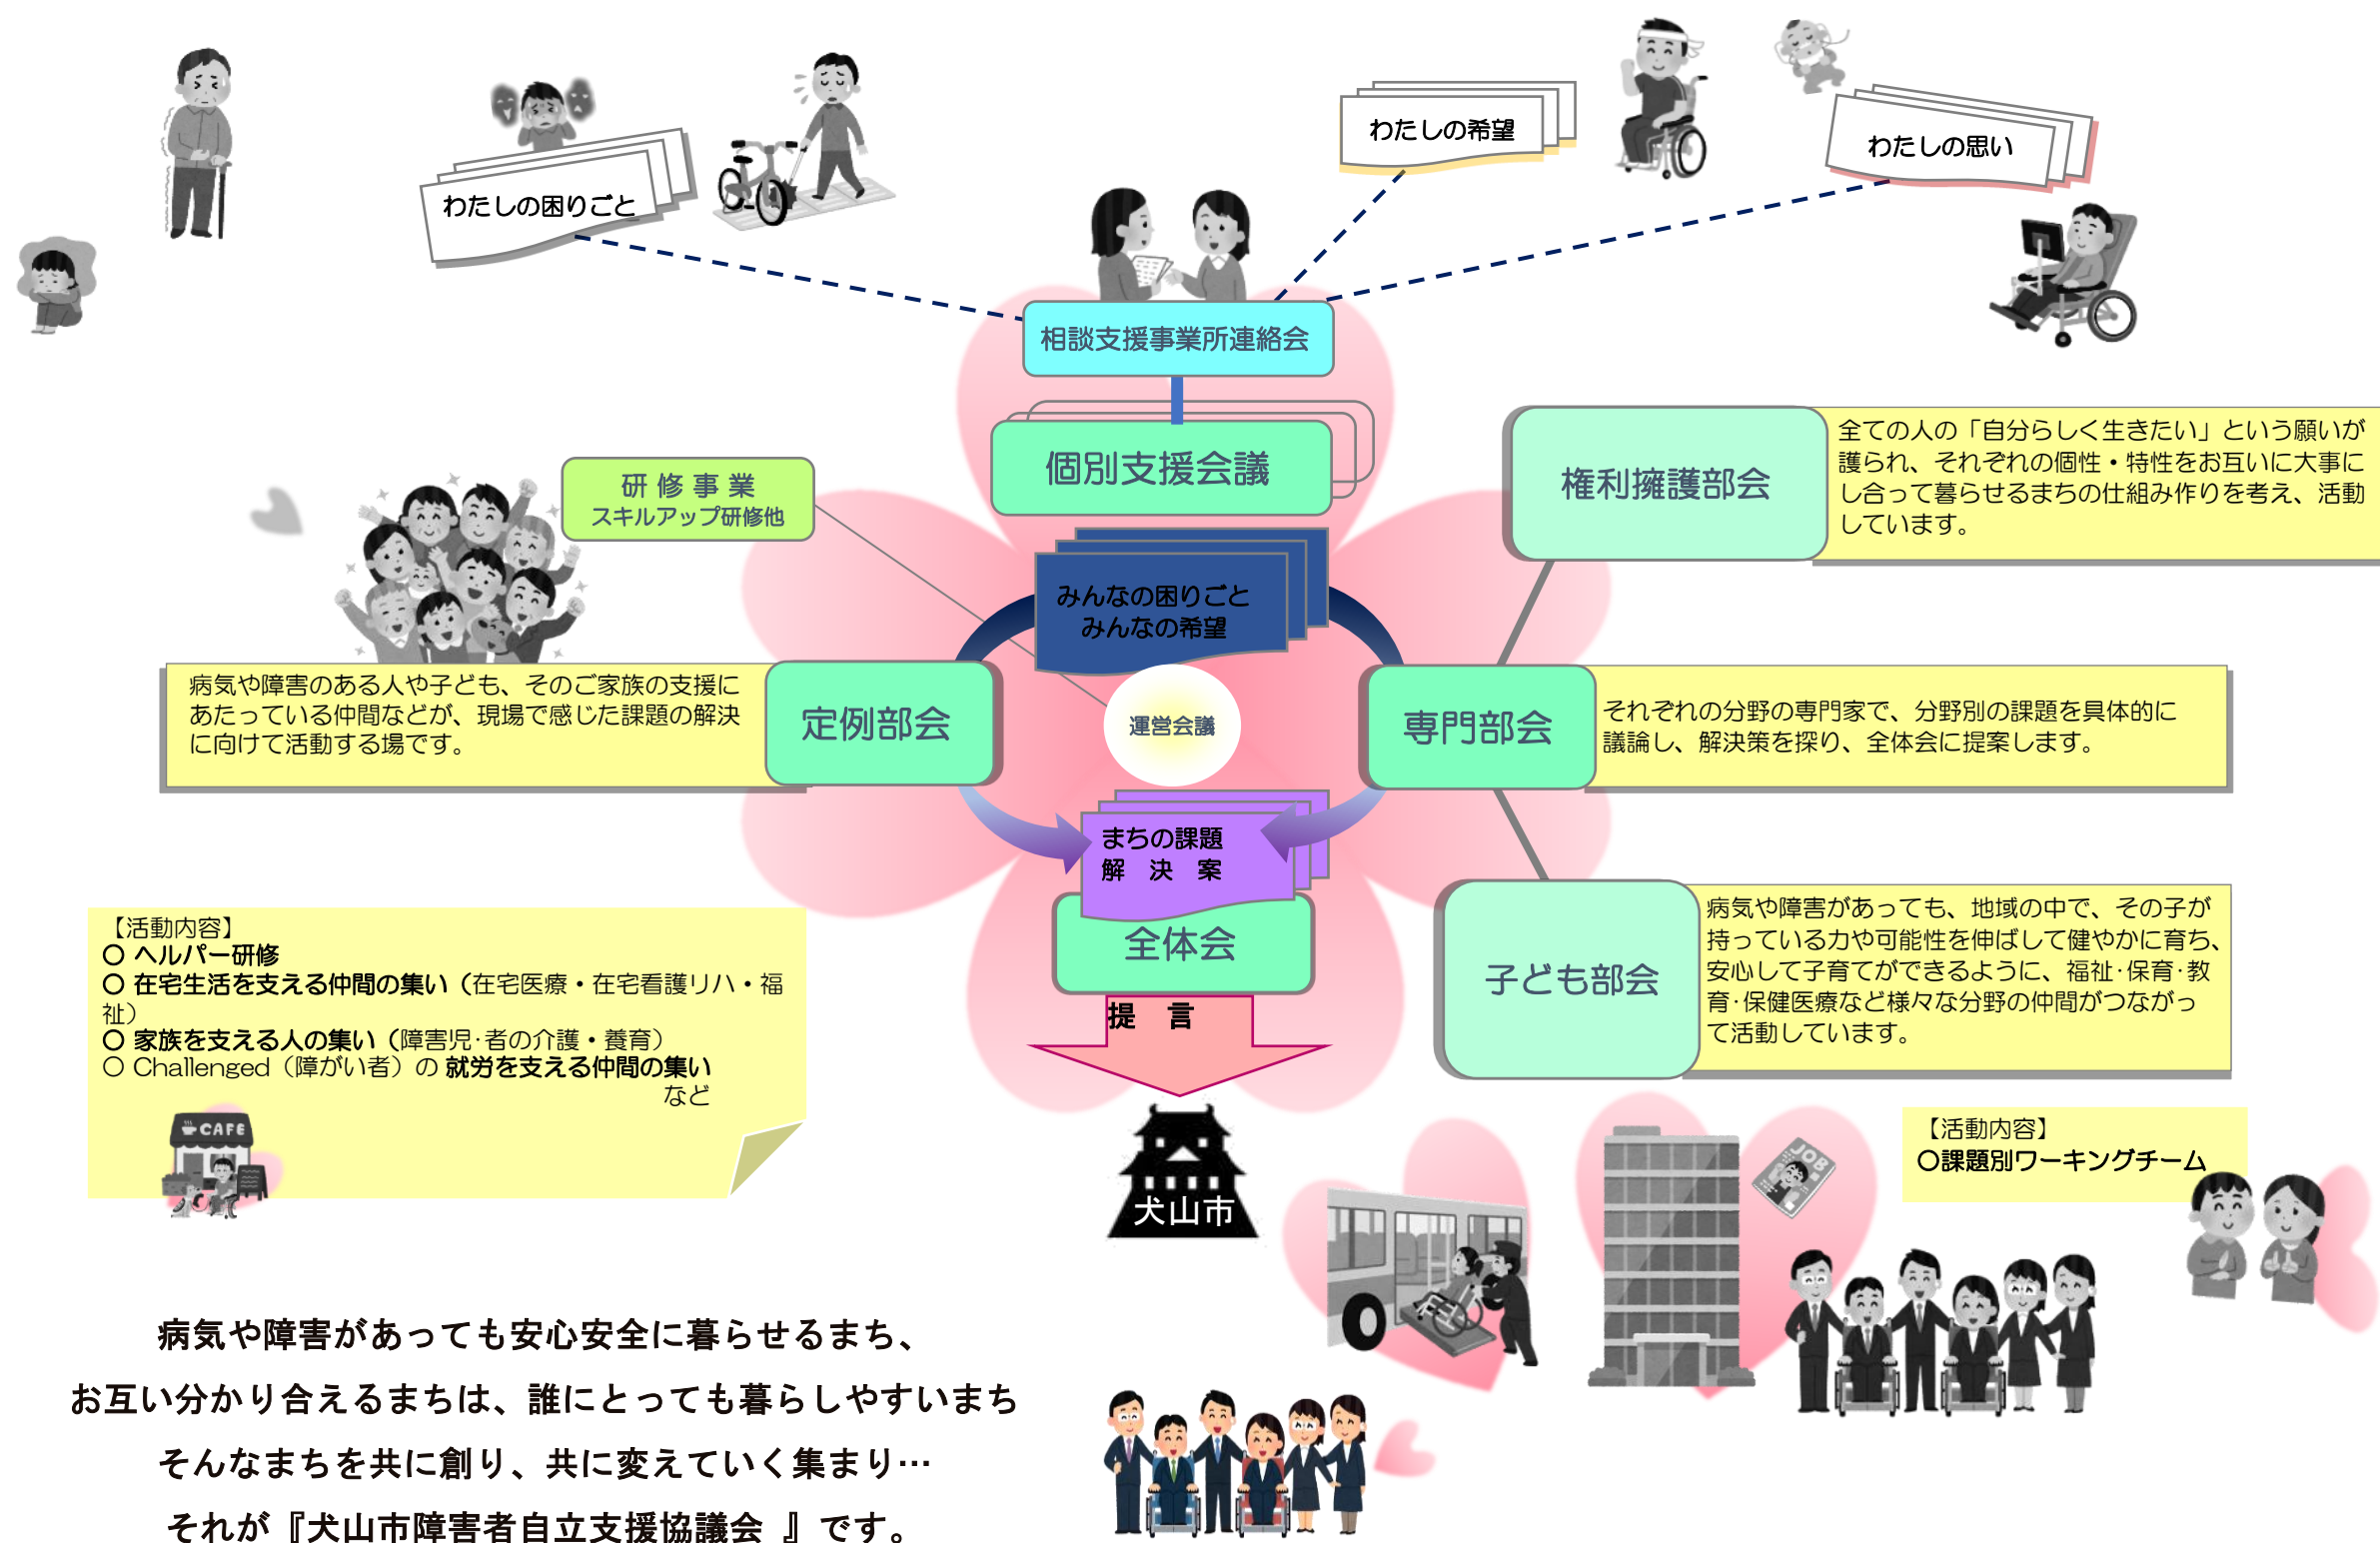 わたしの困りごと
わたしの希望
わたしの思い
相談支援事業所連絡会
個別支援会議
研 修 事 業
スキルアップ研修他
権利擁護部会
全ての人の「自分らしく生きたい」という願いが
護られ、それぞれの個性・特性をお互いに大事に
し合って暮らせるまちの仕組み作りを考え、活動
しています。
みんなの困りごと
みんなの希望
病気や障害のある人や子ども、そのご家族の支援に
あたっている仲間などが、現場で感じた課題の解決
に向けて活動する場です。
定例部会
運営会議
専門部会
それぞれの分野の専門家で、分野別の課題を具体的に
議論し、解決策を探り、全体会に提案します。
まちの課題
解 決 案
全体会
提 言
子ども部会
病気や障害があっても、地域の中で、その子が
持っている力や可能性を伸ばして健やかに育ち、
安心して子育てができるように、福祉･保育･教
育･保健医療など様々な分野の仲間がつながっ
て活動しています。
【活動内容】
○ ヘルパー研修
○ 在宅生活を支える仲間の集い（在宅医療・在宅看護リハ・福
祉）
○ 家族を支える人の集い（障害児･者の介護・養育）
○ Challenged（障がい者）の 就労を支える仲間の集い
など
CAFE
犬山市
JOB
【活動内容】
○課題別ワーキングチーム
病気や障害があっても安心安全に暮らせるまち、
お互い分かり合えるまちは、誰にとっても暮らしやすいまち
そんなまちを共に創り、共に変えていく集まり…
それが『犬山市障害者自立支援協議会 』です。